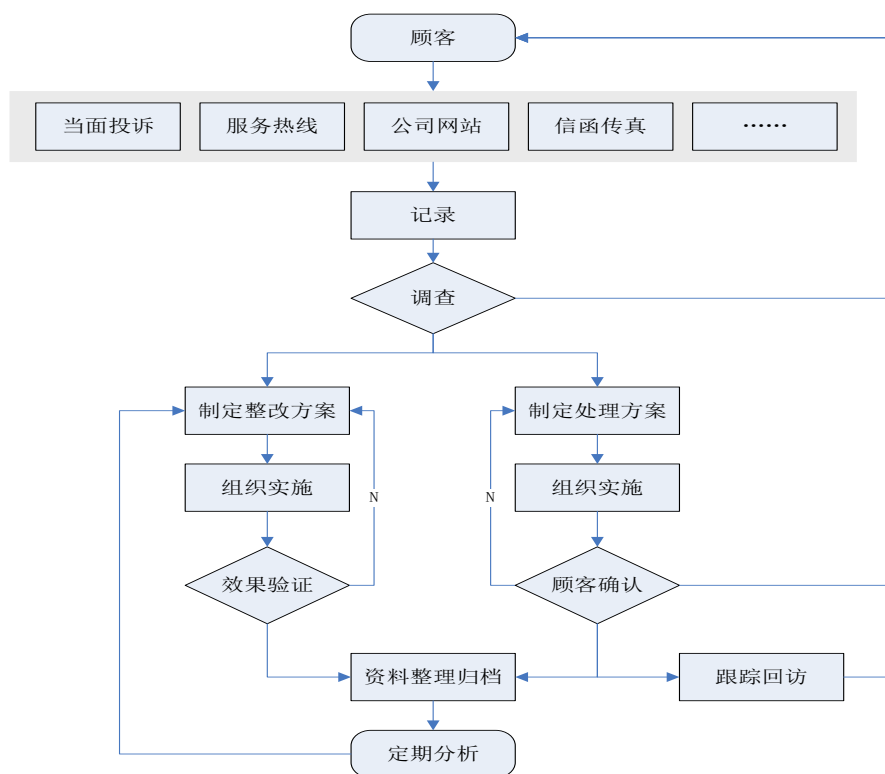 顾客
当面投诉 服务热线 公司网站 信函传真 ……
记录
调查
制定整改方案 制定处理方案
组织实施 组织实施
N N
效果验证 顾客确认
资料整理归档 跟踪回访
定期分析